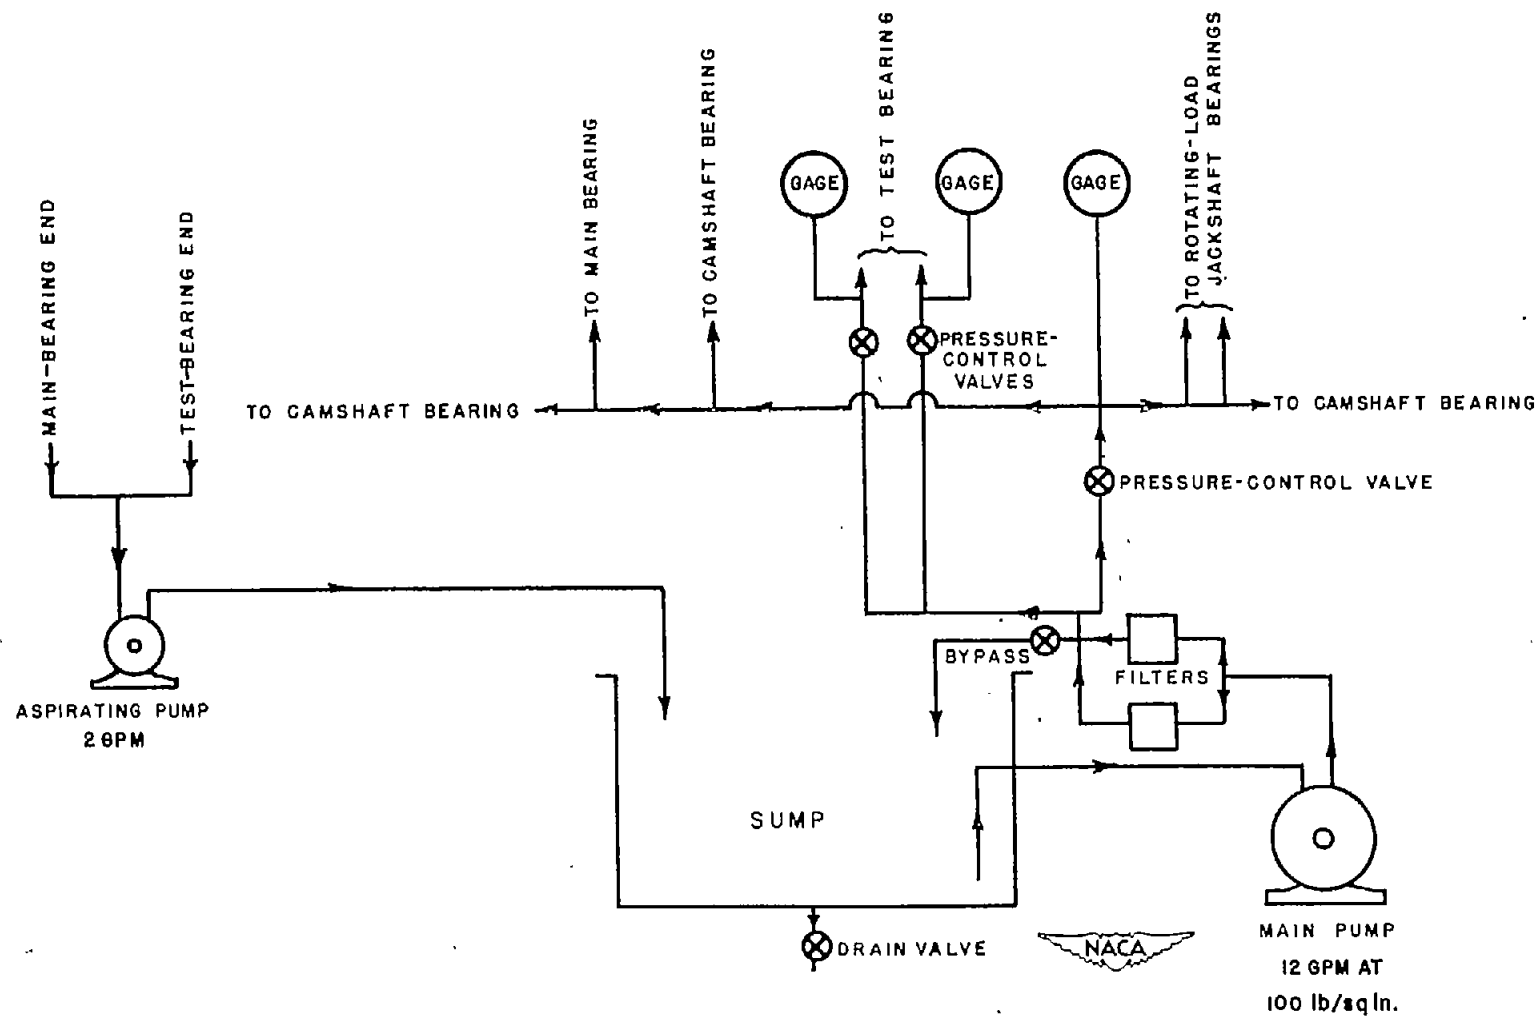 MAIN-BEARING END
TEST-BEARING END
TO MAIN BEARING
TO CAMSHAFT BEARING
TO TEST BEARING
TO ROTATING-LOAD
JACKSHAFT BEARINGS
GAGE
GAGE
GAGE
PRESSURE-
CONTROL
VALVES
TO CAMSHAFT BEARING
TO CAMSHAFT BEARING
PRESSURE-CONTROL VALVE
BYPASS
FILTERS
ASPIRATING PUMP
2 GPM
SUMP
DRAIN VALVE
NACA
MAIN PUMP
12 GPM AT
100 lb/sq in.